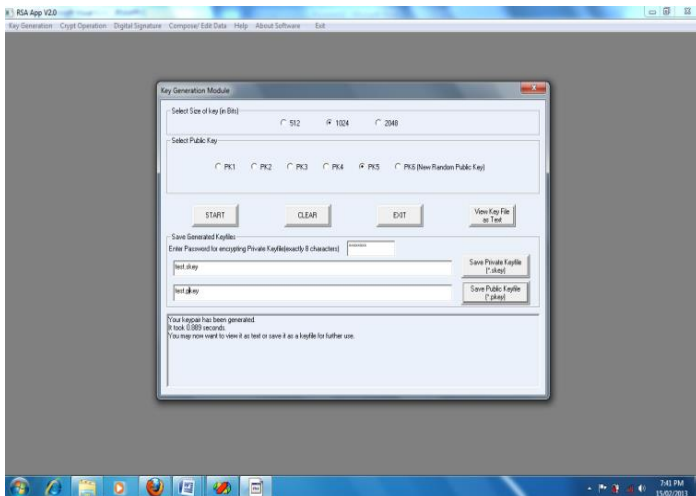 RSA App V2.0
Key Generation Crypt Operation Digital Signature Compose/ Edit Data Help About Software Exit
Key Generation Module
Select Size of key (in Bits)
512 1024 2048
Select Public Key
PK1 PK2 PK3 PK4 PK5 PK6 (New Random Public Key)
START CLEAR EXIT View Key File
as Text
Save Generated Keyfiles
Enter Password for encrypting Private Keyfile(exactly 8 characters) ********
test.skey
Save Private Keyfile
(*.skey)
test.pkey
Save Public Keyfile
(*.pkey)
Your keypair has been generated.
It took 0.889 seconds.
You may now want to view it as text or save it as a keyfile for further use.
7:41 PM
15/02/2011